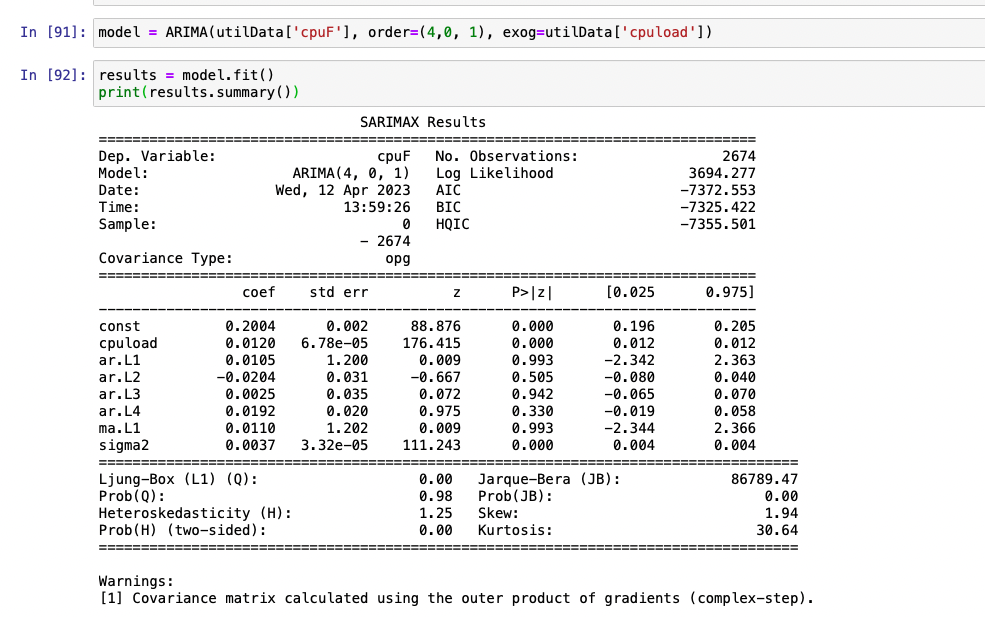 In [91]: model = ARIMA(utilData['cpuF'], order=(4,0, 1), exog=utilData['cpuload'])
In [92]: results = model.fit()
print(results.summary())
SARIMAX Results
==============================================================================
Dep. Variable: cpuF No. Observations: 2674
Model: ARIMA(4, 0, 1) Log Likelihood 3694.277
Date: Wed, 12 Apr 2023 AIC -7372.553
Time: 13:59:26 BIC -7325.422
Sample: 0 HQIC -7355.501
- 2674
Covariance Type: opg
==============================================================================
coef std err z P>|z| [0.025 0.975]
------------------------------------------------------------------------------
const 0.2004 0.002 88.876 0.000 0.196 0.205
cpuload 0.0120 6.78e-05 176.415 0.000 0.012 0.012
ar.L1 0.0105 1.200 0.009 0.993 -2.342 2.363
ar.L2 -0.0204 0.031 -0.667 0.505 -0.080 0.040
ar.L3 0.0025 0.035 0.072 0.942 -0.065 0.070
ar.L4 0.0192 0.020 0.975 0.330 -0.019 0.058
ma.L1 0.0110 1.202 0.009 0.993 -2.344 2.366
sigma2 0.0037 3.32e-05 111.243 0.000 0.004 0.004
===================================================================================
Ljung-Box (L1) (Q): 0.00 Jarque-Bera (JB): 86789.47
Prob(Q): 0.98 Prob(JB): 0.00
Heteroskedasticity (H): 1.25 Skew: 1.94
Prob(H) (two-sided): 0.00 Kurtosis: 30.64
===================================================================================
Warnings:
[1] Covariance matrix calculated using the outer product of gradients (complex-step).